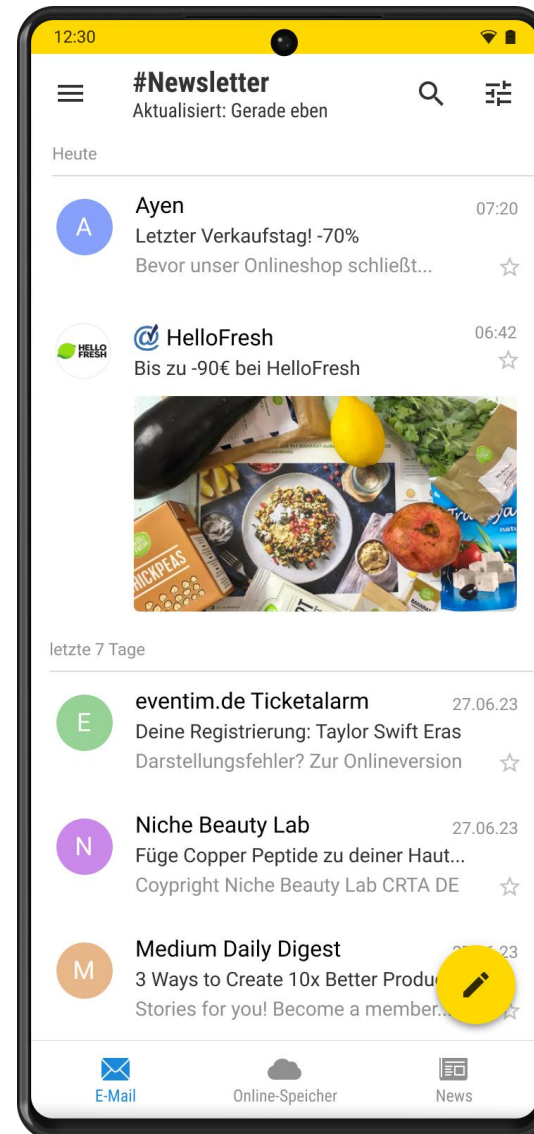 12:30
#Newsletter
Aktualisiert: Gerade eben
Heute
A
Ayen
07:20
Letzter Verkaufstag! -70%
Bevor unser Onlineshop schließt...
HELLO
FRESH
HelloFresh
06:42
Bis zu -90€ bei HelloFresh
letzte 7 Tage
E
eventim.de Ticketalarm
27.06.23
Deine Registrierung: Taylor Swift Eras
Darstellungsfehler? Zur Onlineversion
N
Niche Beauty Lab
27.06.23
Füge Copper Peptide zu deiner Haut...
Coypright Niche Beauty Lab CRTA DE
M
Medium Daily Digest
3 Ways to Create 10x Better
Stories for you! Become a member...
E-Mail
Online-Speicher
News